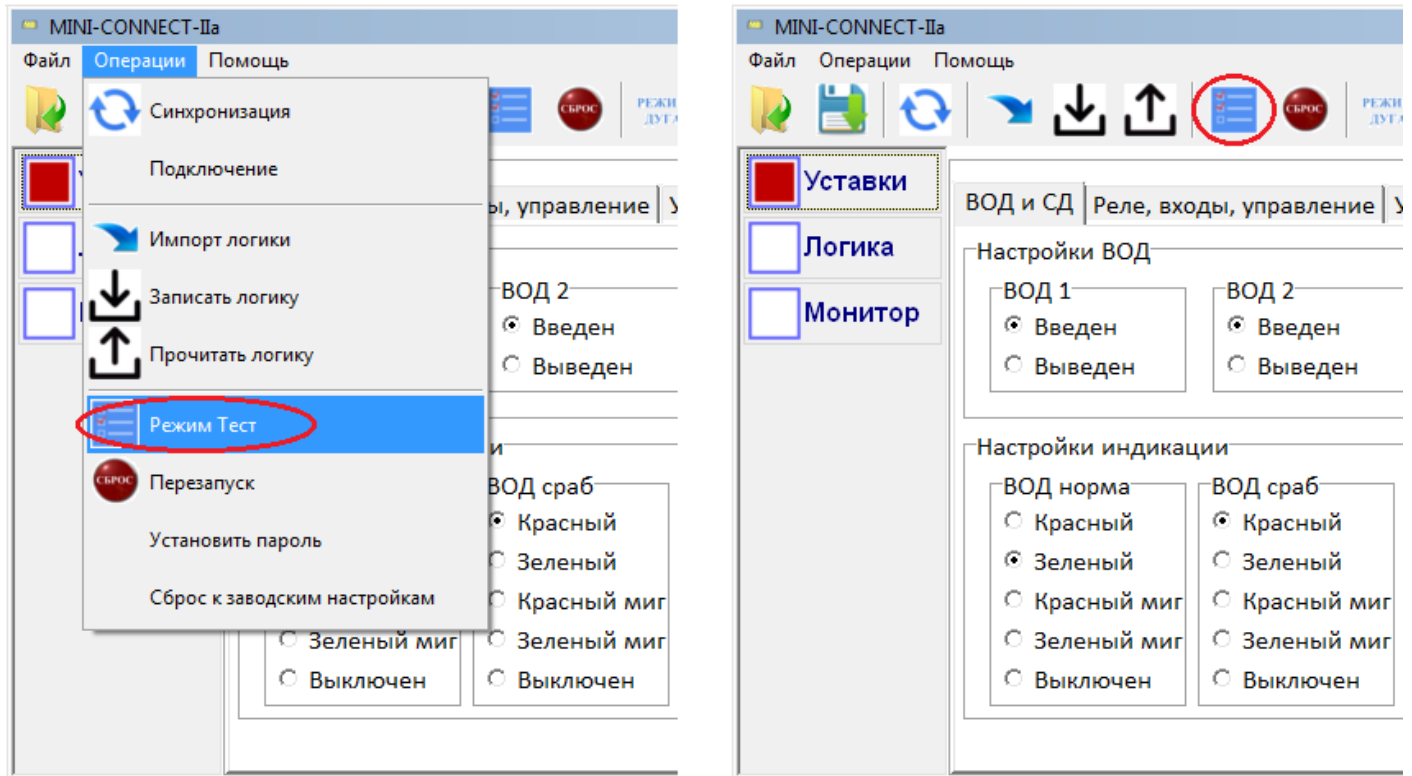 MINI-CONNECT-IIa
Файл Операции Помощь
Синхронизация
СБРОС
Подключение
ы, управление
Импорт логики
Записать логику
ВОД 2
Введен
Прочитать логику
Выведен
Режим Тест
и
СБРОС Перезапуск
ВОД сраб
Красный
Установить пароль
Зеленый
Сброс к заводским настройкам
Красный миг
Зеленый миг Зеленый миг
Выключен Выключен
MINI-CONNECT-IIa
Файл Операции Помощь
СБРОС
Уставки
ВОД и СД Реле, входы, управление
Логика
Настройки ВОД
ВОД 1 ВОД 2
Монитор
Введен Введен
Выведен Выведен
Настройки индикации
ВОД норма ВОД сраб
Красный Красный
Зеленый Зеленый
Красный миг Красный миг
Зеленый миг Зеленый миг
Выключен Выключен